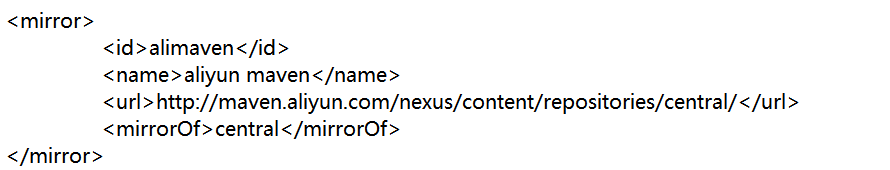 <mirror>
<id>alimaven</id>
<name>aliyun maven</name>
<url>http://maven.aliyun.com/nexus/content/repositories/central/</url>
<mirrorOf>central</mirrorOf>
</mirror>